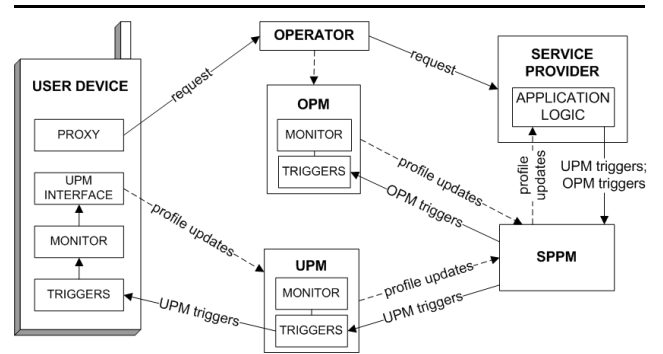 OPERATOR
USER DEVICE
request
request
SERVICE
PROVIDER
APPLICATION
LOGIC
OPM
MONITOR
TRIGGERS
PROXY
UPM
INTERFACE
MONITOR
TRIGGERS
profile updates
OPM triggers
profile
updates
UPM triggers;
OPM triggers
profile updates
UPM
MONITOR
TRIGGERS
profile updates
UPM triggers
UPM triggers
SPPM